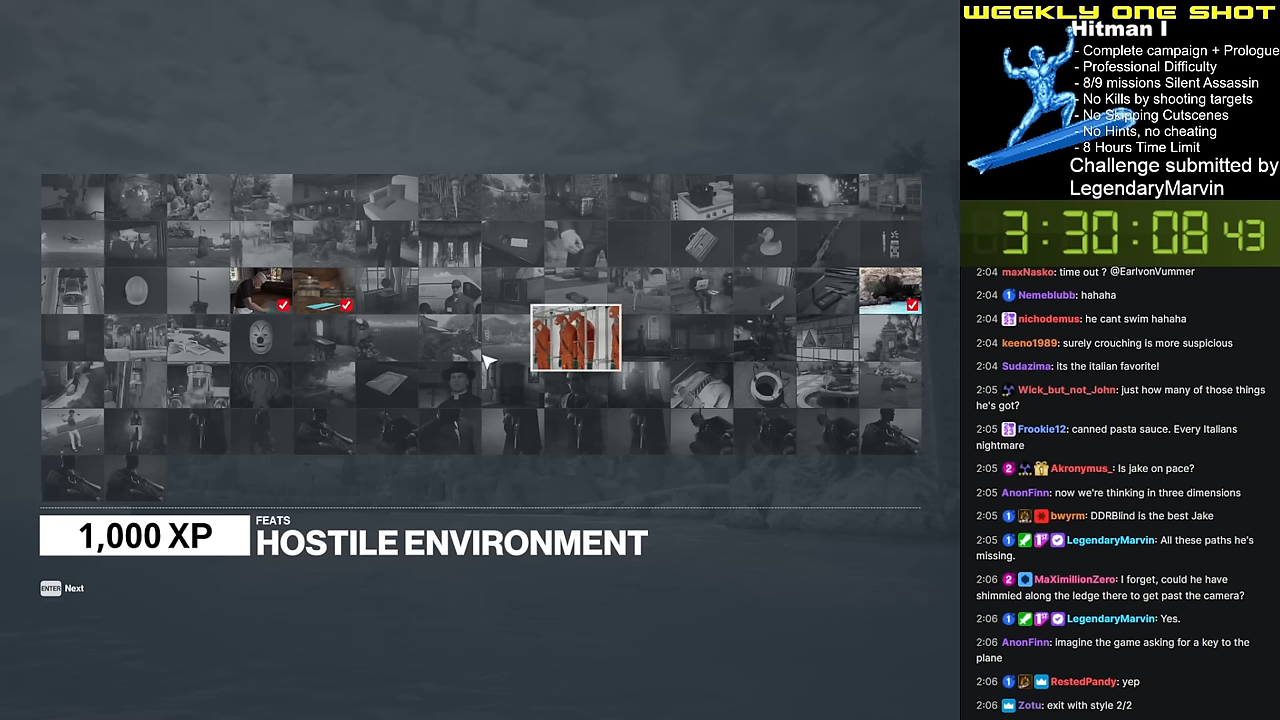 WEEKLY ONE SHOT
Hitman I
- Complete campaign + Prologue
- Professional Difficulty
- 8/9 missions Silent Assassin
- No Kills by shooting targets
- No Skipping Cutscenes
- No Hints, no cheating
- 8 Hours Time Limit
Challenge submitted by
LegendaryMarvin
3:30:08 43
2:04 maxNasko: time out ? @EarlvonVummer
2:04 Nemeblubb: hahaha
2:04 nichodemus: he cant swim hahaha
2:04 keeno1989: surely crouching is more suspicious
2:04 Sudazima: its the italian favorite!
2:05 Wick_but_not_John: just how many of those things
he's got?
2:05 Frookie12: canned pasta sauce. Every Italians
nightmare
2:05 2 Akronymus_: Is jake on pace?
2:05 AnonFinn: now we're thinking in three dimensions
2:05 1 bwyrm: DDRBlind is the best Jake
2:05 1 LegendaryMarvin: All these paths he's
missing.
2:06 2 MaXimillionZero: I forget, could he have
shimmied along the ledge there to get past the camera?
2:06 1 LegendaryMarvin: Yes.
2:06 AnonFinn: imagine the game asking for a key to the
plane
2:06 1 RestedPandy: yep
2:06 Zotu: exit with style 2/2
1,000 XP
FEATS
HOSTILE ENVIRONMENT
ENTER Next